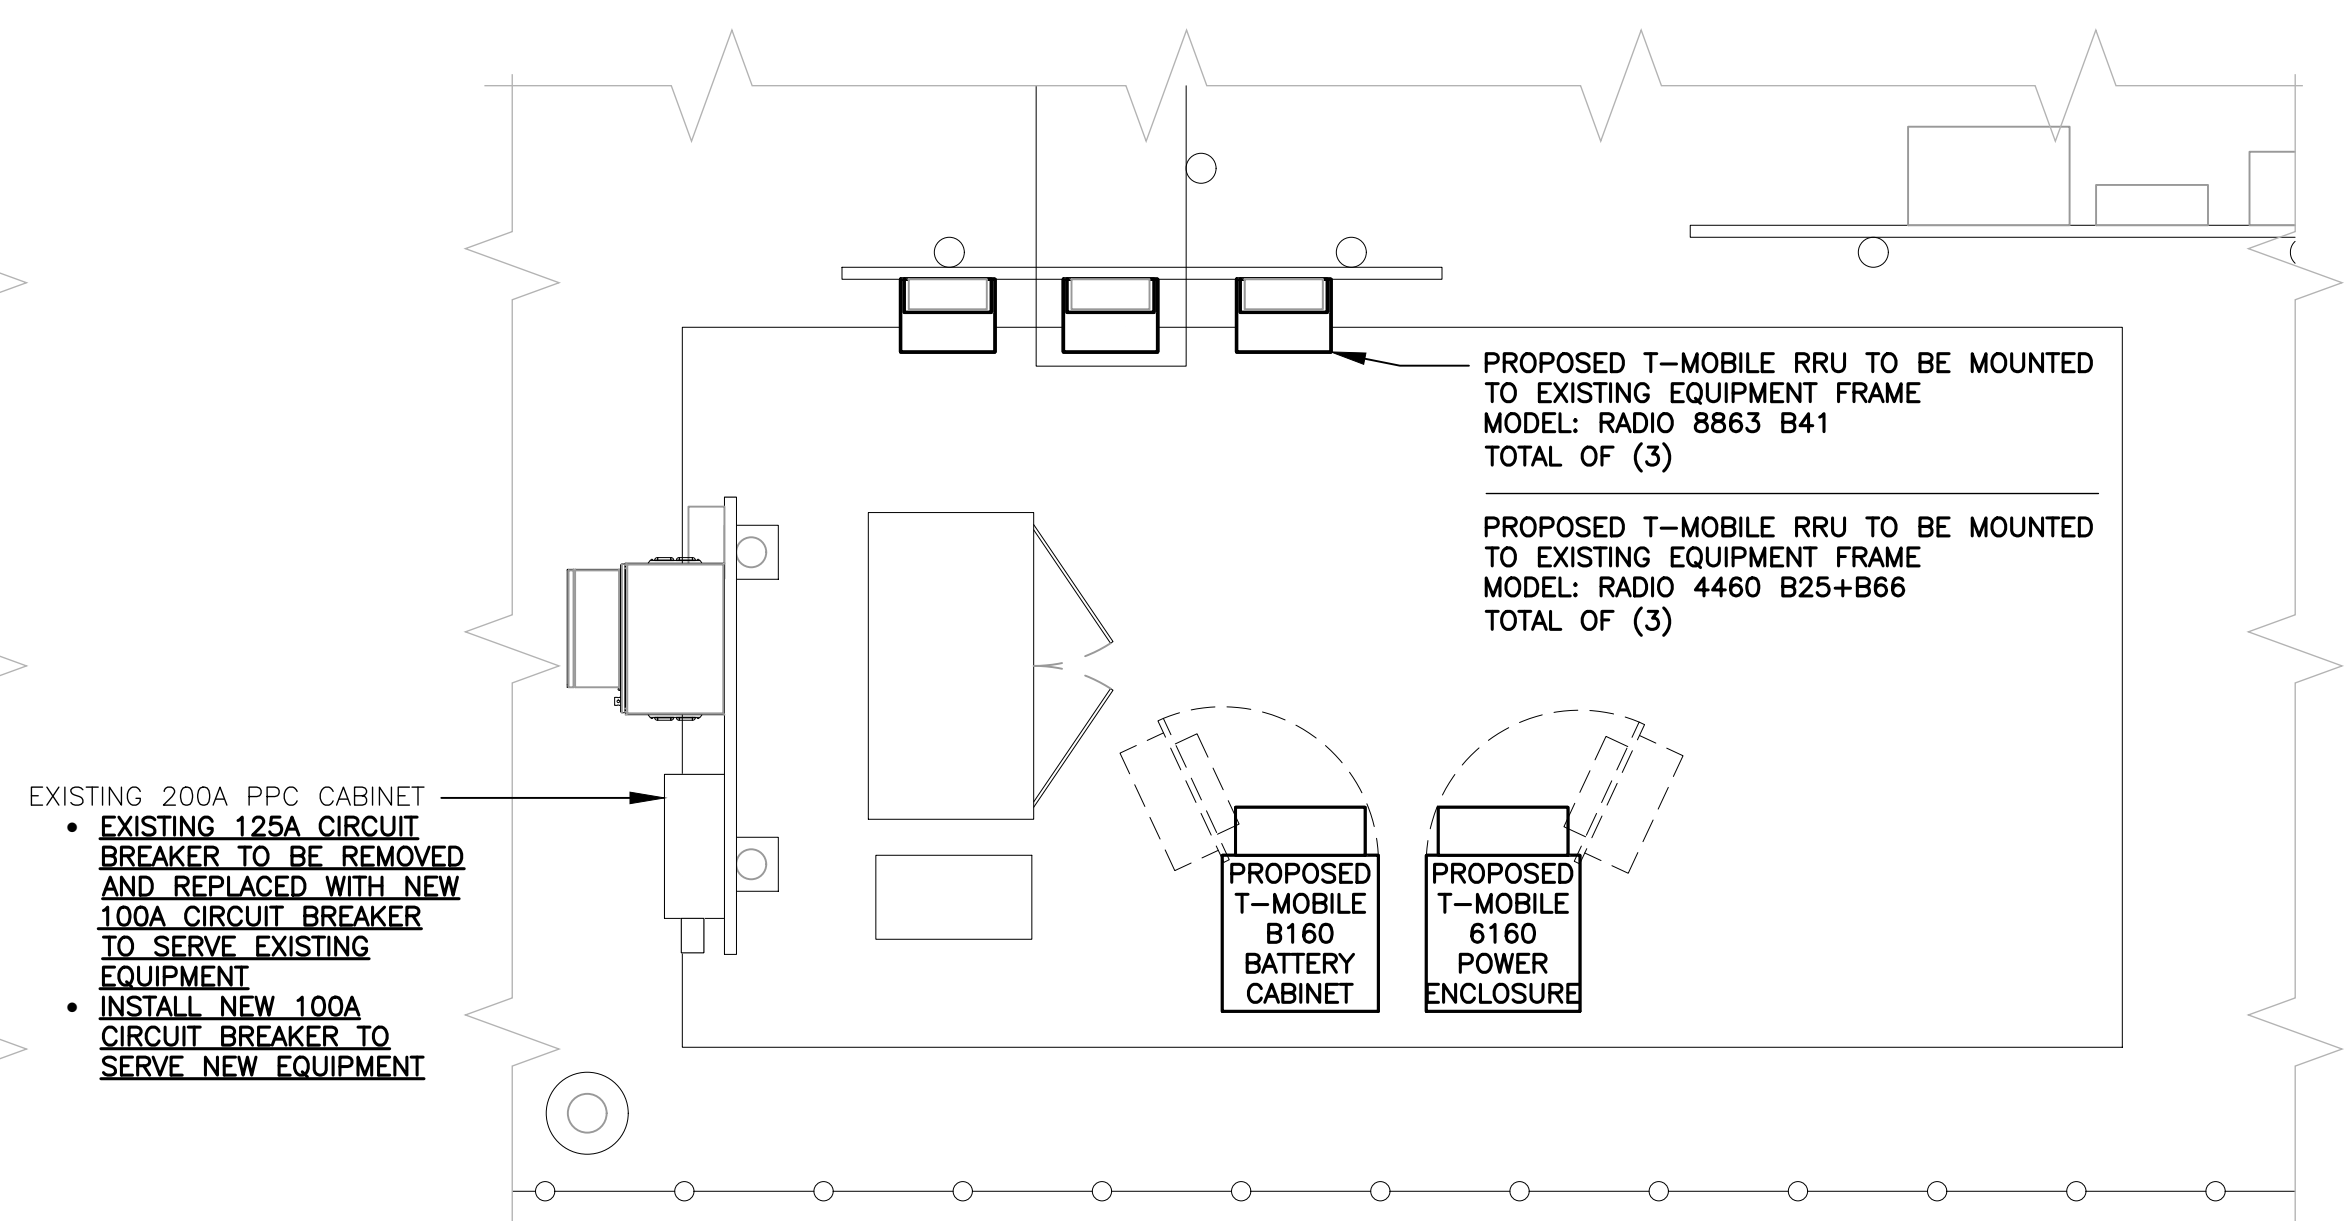 PROPOSED T-MOBILE RRU TO BE MOUNTED
TO EXISTING EQUIPMENT FRAME
MODEL: RADIO 8863 B41
TOTAL OF (3)
PROPOSED T-MOBILE RRU TO BE MOUNTED
TO EXISTING EQUIPMENT FRAME
MODEL: RADIO 4460 B25+B66
TOTAL OF (3)
EXISTING 200A PPC CABINET
• EXISTING 125A CIRCUIT
BREAKER TO BE REMOVED
AND REPLACED WITH NEW
100A CIRCUIT BREAKER
TO SERVE EXISTING
EQUIPMENT
• INSTALL NEW 100A
CIRCUIT BREAKER TO
SERVE NEW EQUIPMENT
PROPOSED
T-MOBILE
B160
BATTERY
CABINET
PROPOSED
T-MOBILE
6160
POWER
ENCLOSURE